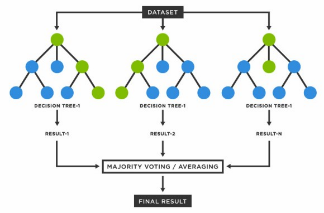 DATASET
DECISION TREE-1
DECISION TREE-1
DECISION TREE-1
RESULT-1
RESULT-2
RESULT-N
MAJORITY VOTING / AVERAGING
FINAL RESULT